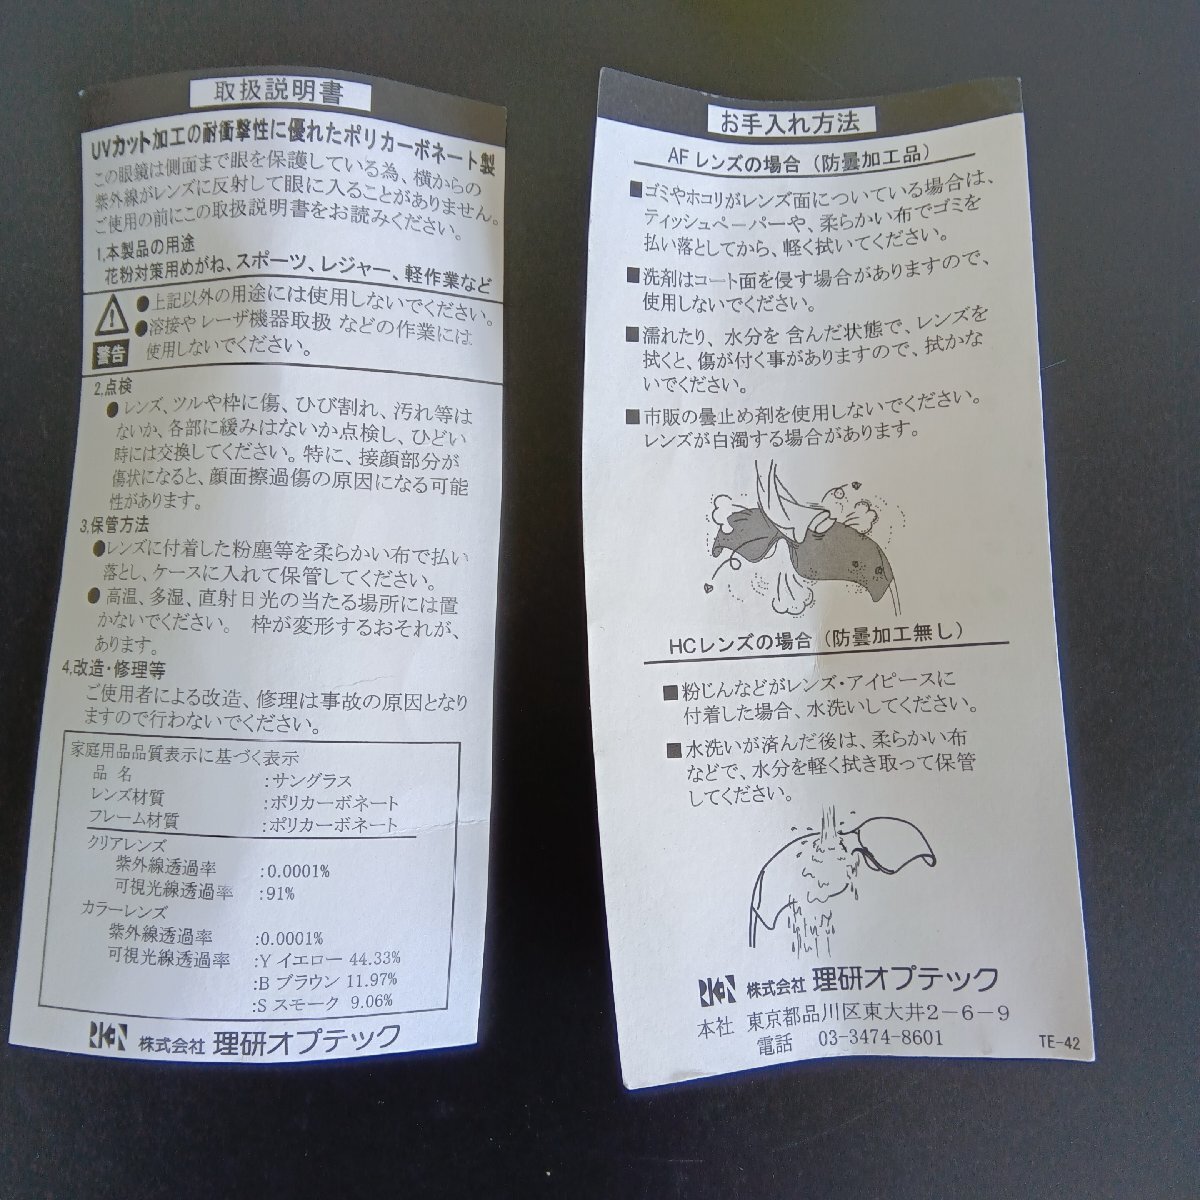 取扱説明書
UVカット加工の耐衝撃性に優れたポリカーボネート製
この眼鏡は側面まで眼を保護している為、横からの
紫外線がレンズに反射して眼に入ることがありません。
ご使用の前にこの取扱説明書をお読みください。
1.本製品の用途
花粉対策用めがね、スポーツ、レジャー、軽作業など
警告
●上記以外の用途には使用しないでください。
●溶接やレーザ機器取扱 などの作業には
使用しないでください。
2.点検
●レンズ、ツルや枠に傷、ひび割れ、汚れ等は
ないか、各部に緩みはないか点検し、ひどい
時には交換してください。特に、接顔部分が
傷状になると、顔面擦過傷の原因になる可能
性があります。
3.保管方法
●レンズに付着した粉塵等を柔らかい布で払い
落とし、ケースに入れて保管してください。
●高温、多湿、直射日光の当たる場所には置
かないでください。 枠が変形するおそれが、
あります。
4.改造・修理等
ご使用者による改造、修理は事故の原因となり
ますので行わないでください。
家庭用品品質表示に基づく表示
品 名 :サングラス
レンズ材質 :ポリカーボネート
フレーム材質 :ポリカーボネート
クリアレンズ
紫外線透過率 :0.0001%
可視光線透過率 :91%
カラーレンズ
紫外線透過率 :0.0001%
可視光線透過率 :Y イエロー 44.33%
:B ブラウン 11.97%
:S スモーク 9.06%
RIKEN 株式会社 理研オプテック
お手入れ方法
AF レンズの場合（防曇加工品）
■ゴミやホコリがレンズ面についている場合は、
ティッシュペーパーや、柔らかい布でゴミを
払い落としてから、軽く拭いてください。
■洗剤はコート面を侵す場合がありますので、
使用しないでください。
■濡れたり、水分を 含んだ状態で、レンズを
拭くと、傷が付く事がありますので、拭かな
いでください。
■市販の曇止め剤を使用しないでください。
レンズが白濁する場合があります。
HCレンズの場合（防曇加工無し）
■粉じんなどがレンズ・アイピースに
付着した場合、水洗いしてください。
■水洗いが済んだ後は、柔らかい布
などで、水分を軽く拭き取って保管
してください。
RIKEN 株式会社 理研オプテック
本社 東京都品川区東大井2-6-9
電話 03-3474-8601
TE-42